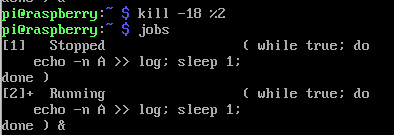 pi@raspberry:~ $ kill -18 %2
pi@raspberry:~ $ jobs
[1]   Stopped                 ( while true; do
    echo -n A >> log; sleep 1;
done )
[2]+  Running                 ( while true; do
    echo -n A >> log; sleep 1;
done ) &